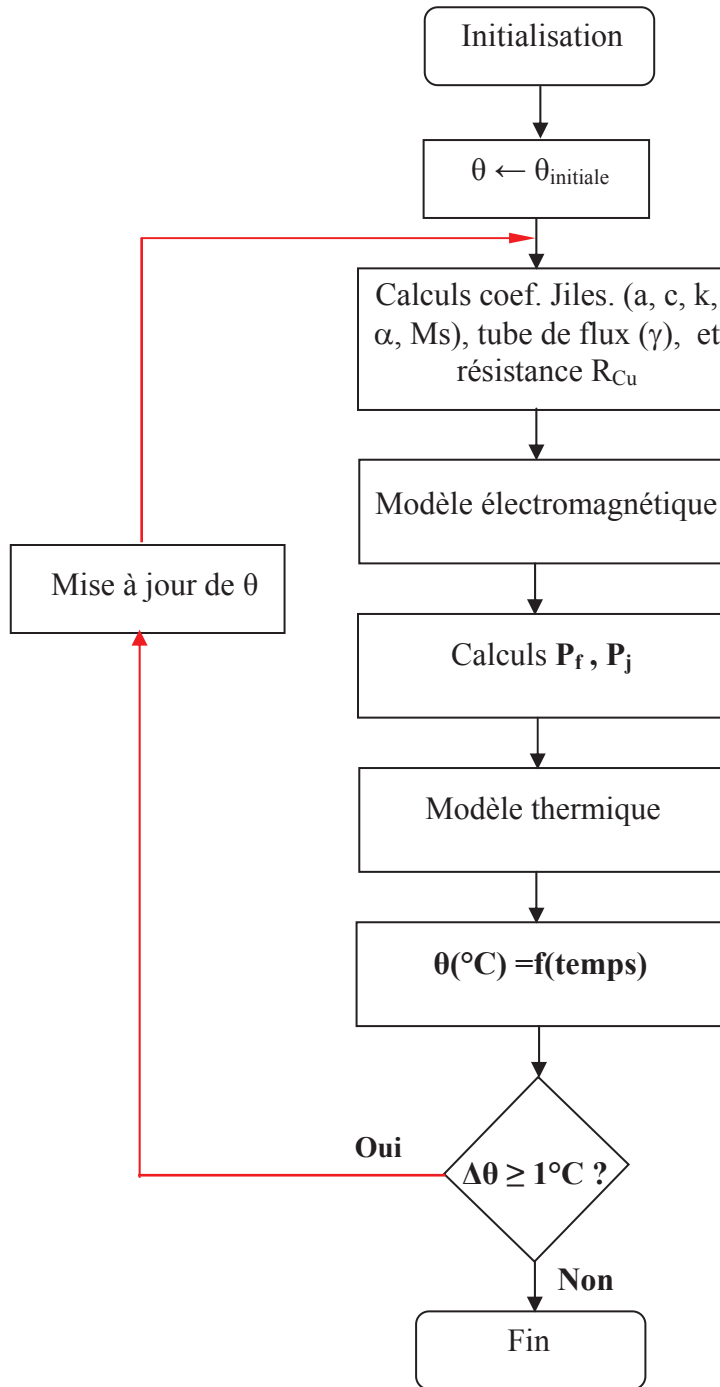 Initialisation
θ ← θinitiale
Calculs coef. Jiles. (a, c, k,
α, Ms), tube de flux (γ), et
résistance RCu
Modèle électromagnétique
Mise à jour de θ
Calculs Pf , Pj
Modèle thermique
θ(°C) =f(temps)
Oui
Δθ ≥ 1°C ?
Non
Fin